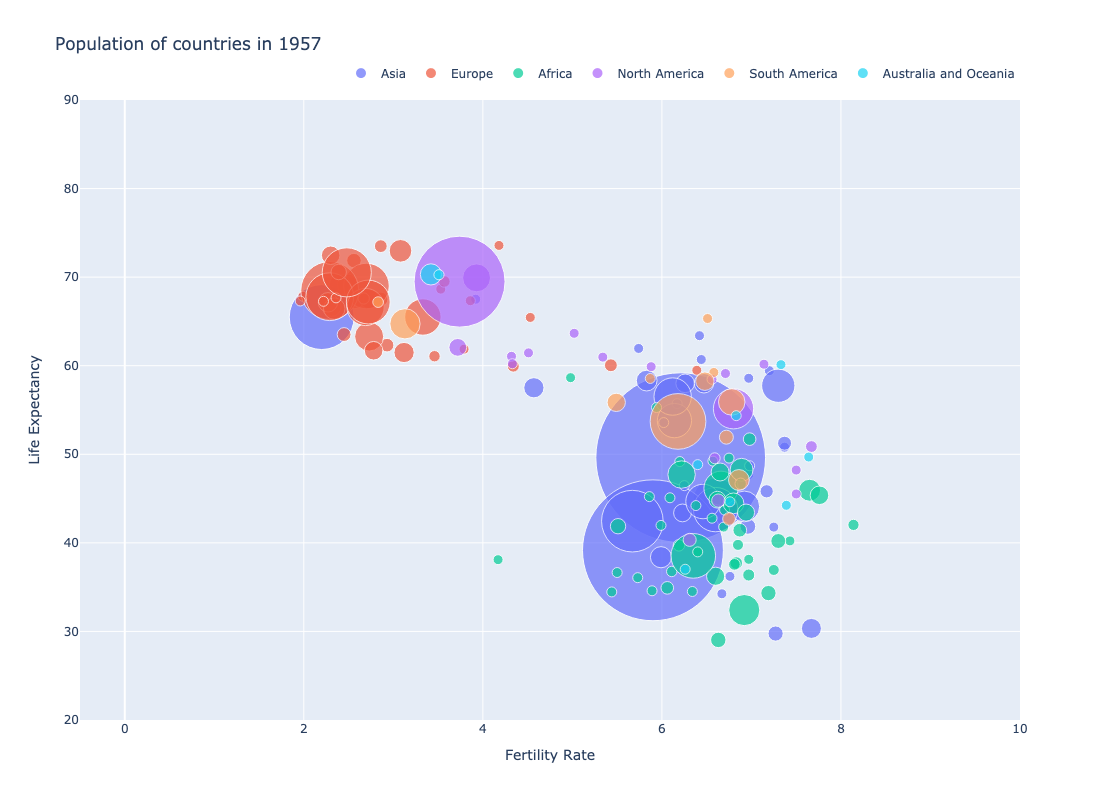 Population of countries in 1957
Asia Europe Africa North America South America Australia and Oceania
90
80
70
60
50
40
30
20
Life Expectancy
0 2 4 6 8 10
Fertility Rate